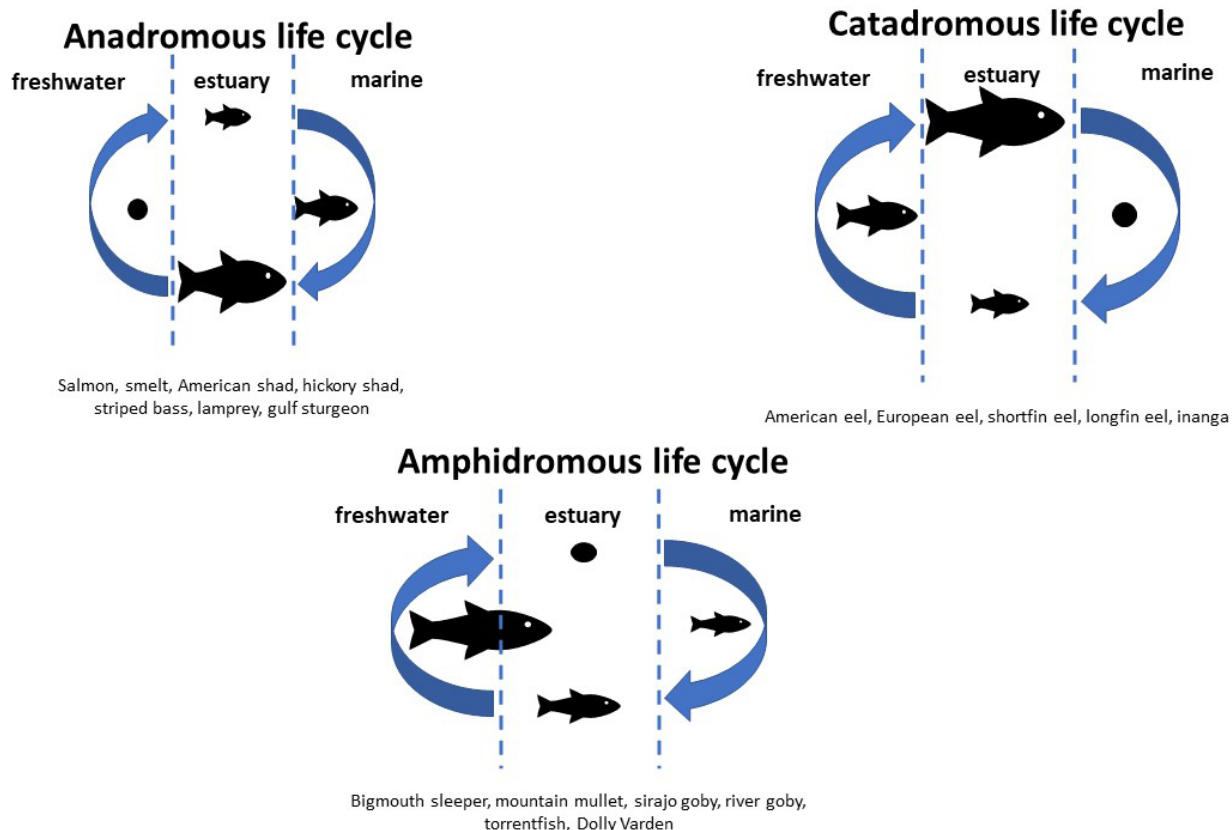 Anadromous life cycle
freshwater
estuary
marine
Salmon, smelt, American shad, hickory shad,
striped bass, lamprey, gulf sturgeon
Catadromous life cycle
freshwater
estuary
marine
American eel, European eel, shortfin eel, longfin eel, inanga
Amphidromous life cycle
freshwater
estuary
marine
Bigmouth sleeper, mountain mullet, sirajo goby, river goby,
torrentfish, Dolly Varden